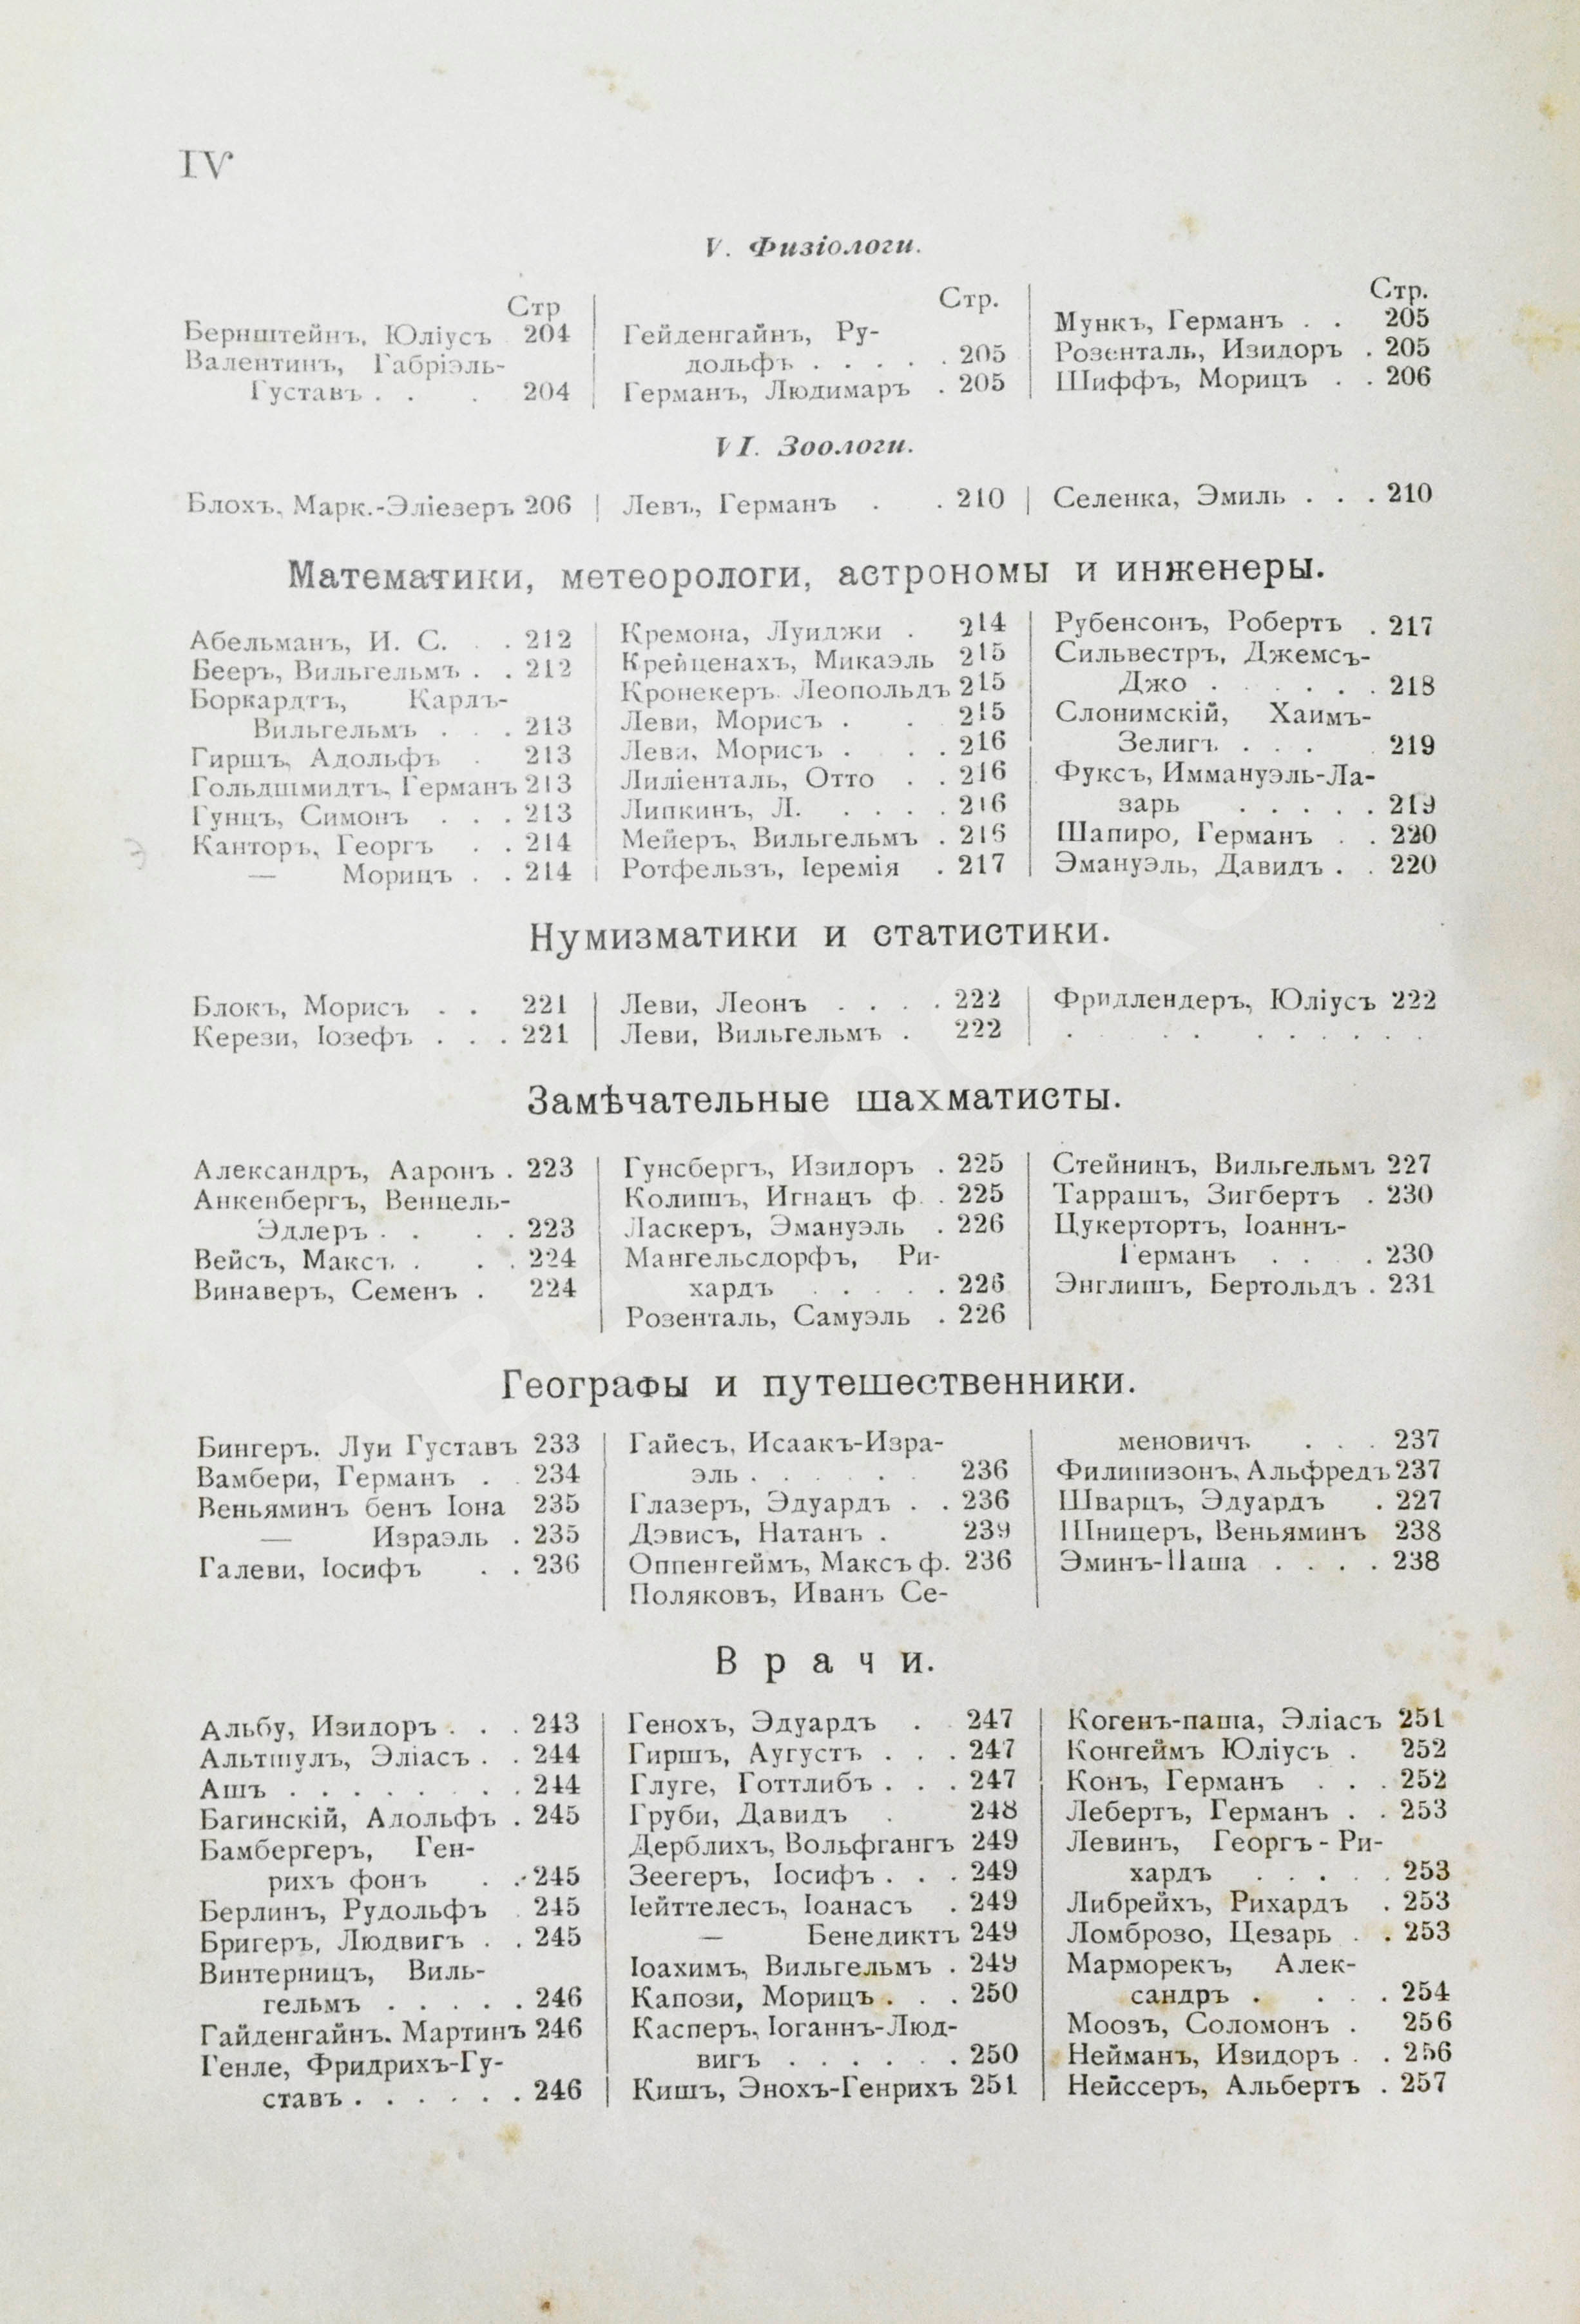 IV
V. Физіологи.
Стр
Бернштейнъ, Юліусъ 204
Валентинъ, Габріэль-
Густавъ . . . 204
Стр.
Гейденгайнъ, Ру-
дольфъ . . . . . 205
Германъ, Людимаръ . 205
Стр.
Мункъ, Германъ . . 205
Розенталь, Изидоръ . 205
Шиффъ, Морицъ . . 206
VI. Зоологи.
Блохъ, Марк.-Эліезеръ 206
Левъ, Германъ . . 210
Селенка, Эмиль . . . 210
Математики, метеорологи, астрономы и инженеры.
Абельманъ, И. С. . . 212
Бееръ, Вильгельмъ . . 212
Боркардтъ, Карлъ-
Вильгельмъ . . . 213
Гиршъ, Адольфъ . 213
Гольдшмидтъ, Германъ 213
Гунцъ, Симонъ . . . 213
Канторъ, Георгъ . . 214
— Морицъ . . 214
Кремона, Луиджи . 214
Крейценахъ, Микаэль 215
Кронекеръ. Леопольдъ 215
Леви, Морисъ . . 215
Леви, Морисъ . . . 216
Лиліенталь, Отто . . 216
Липкинъ, Л. . . . . 216
Мейеръ, Вильгельмъ . 216
Ротфельзъ, Іеремія . 217
Рубенсонъ, Робертъ . 217
Сильвестръ, Джемсъ-
Джо . . . . . . 218
Слонимскій, Хаимъ-
Зелигъ . . . . 219
Фуксъ, Иммануэль-Ла-
зарь . . . . . 219
Шапиро, Германъ . . 220
Эмануэль, Давидъ . . 220
Нумизматики и статистики.
Блокъ, Морисъ . . 221
Керези, Іозефъ . . . 221
Леви, Леонъ . . . . 222
Леви, Вильгельмъ . 222
Фридлендеръ, Юліусъ 222
. . . . . . . . .
Замѣчательные шахматисты.
Александръ, Ааронъ . 223
Анкенбергъ, Венцель-
Эдлеръ . . . . 223
Вейсъ, Максъ . . . 224
Винаверъ, Семенъ . 224
Гунсбергъ, Изидоръ . 225
Колишъ, Игнацъ ф. . 225
Ласкеръ, Эмануэль . 226
Мангельсдорфъ, Ри-
хардъ . . . . . 226
Розенталь, Самуэль . 226
Стейницъ, Вильгельмъ 227
Таррашъ, Зигбертъ . 230
Цукертортъ, Іоаннъ-
Германъ . . . 230
Энглишъ, Бертольдъ . 231
Географы и путешественники.
Бингеръ. Луи Густавъ 233
Вамбери, Германъ . . 234
Веньяминъ бенъ Іона 235
— Израэль . 235
Галеви, Іосифъ . . 236
Гайесъ, Исаакъ-Изра-
эль . . . . . 236
Глазеръ, Эдуардъ . . 236
Дэвисъ, Натанъ . 239
Оппенгеймъ, Максъ ф. 236
Поляковъ, Иванъ Се-
меновичъ . . . 237
Филипизонъ, Альфредъ 237
Шварцъ, Эдуардъ . 227
Шницеръ, Веньяминъ 238
Эминъ-Паша . . . . 238
Врачи.
Альбу, Изидоръ . . . 243
Альтшулъ, Эліасъ . . 244
Ашъ . . . . . . . 244
Багинскій, Адольфъ . 245
Бамбергеръ, Ген-
рихъ фонъ . . 245
Берлинъ, Рудольфъ . 245
Бригеръ, Людвигъ . . 245
Винтерницъ, Виль-
гельмъ . . . . . 246
Гайденгайнъ. Мартинъ 246
Генле, Фридрихъ-Гу-
ставъ . . . . . . 246
Генохъ, Эдуардъ . . 247
Гиршъ, Августъ . . . 247
Глуге, Готтлибъ . . . 247
Груби, Давидъ . 248
Дерблихъ, Вольфгангъ 249
Зеегеръ, Іосифъ . . . 249
Іейттелесъ, Іоанасъ . 249
— Бенедиктъ 249
Іоахимъ, Вильгельмъ . 249
Капози, Морицъ . . . 250
Касперъ, Іоганнъ-Люд-
вигъ . . . . . . 250
Кишъ, Энохъ-Генрихъ 251
Когенъ-паша, Эліасъ 251
Конгеймъ Юліусъ . 252
Конъ, Германъ . . . 252
Лебертъ, Германъ . . 253
Левинъ, Георгъ - Ри-
хардъ . . . . . 253
Либрейхъ, Рихардъ . 253
Ломброзо, Цезарь . . 253
Марморекъ, Алек-
сандръ . . . . 254
Моозъ, Соломонъ . 256
Нейманъ, Изидоръ . . 256
Нейссеръ, Альбертъ . 257